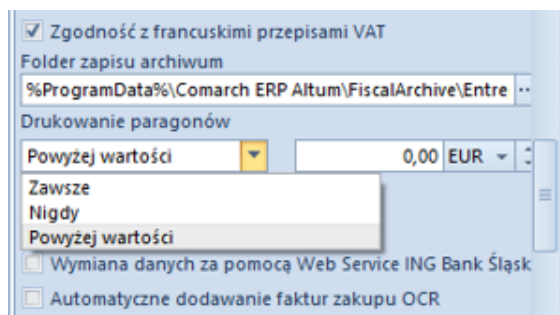 Zgodność z francuskimi przepisami VAT
Folder zapisu archiwum
%ProgramData%\Comarch ERP Altum\FiscalArchive\Entre ...
Drukowanie paragonów
Powyżej wartości 0,00 EUR
Zawsze
Nigdy
Powyżej wartości
Wymiana danych za pomocą Web Service ING Bank Śląsk
Automatyczne dodawanie faktur zakupu OCR